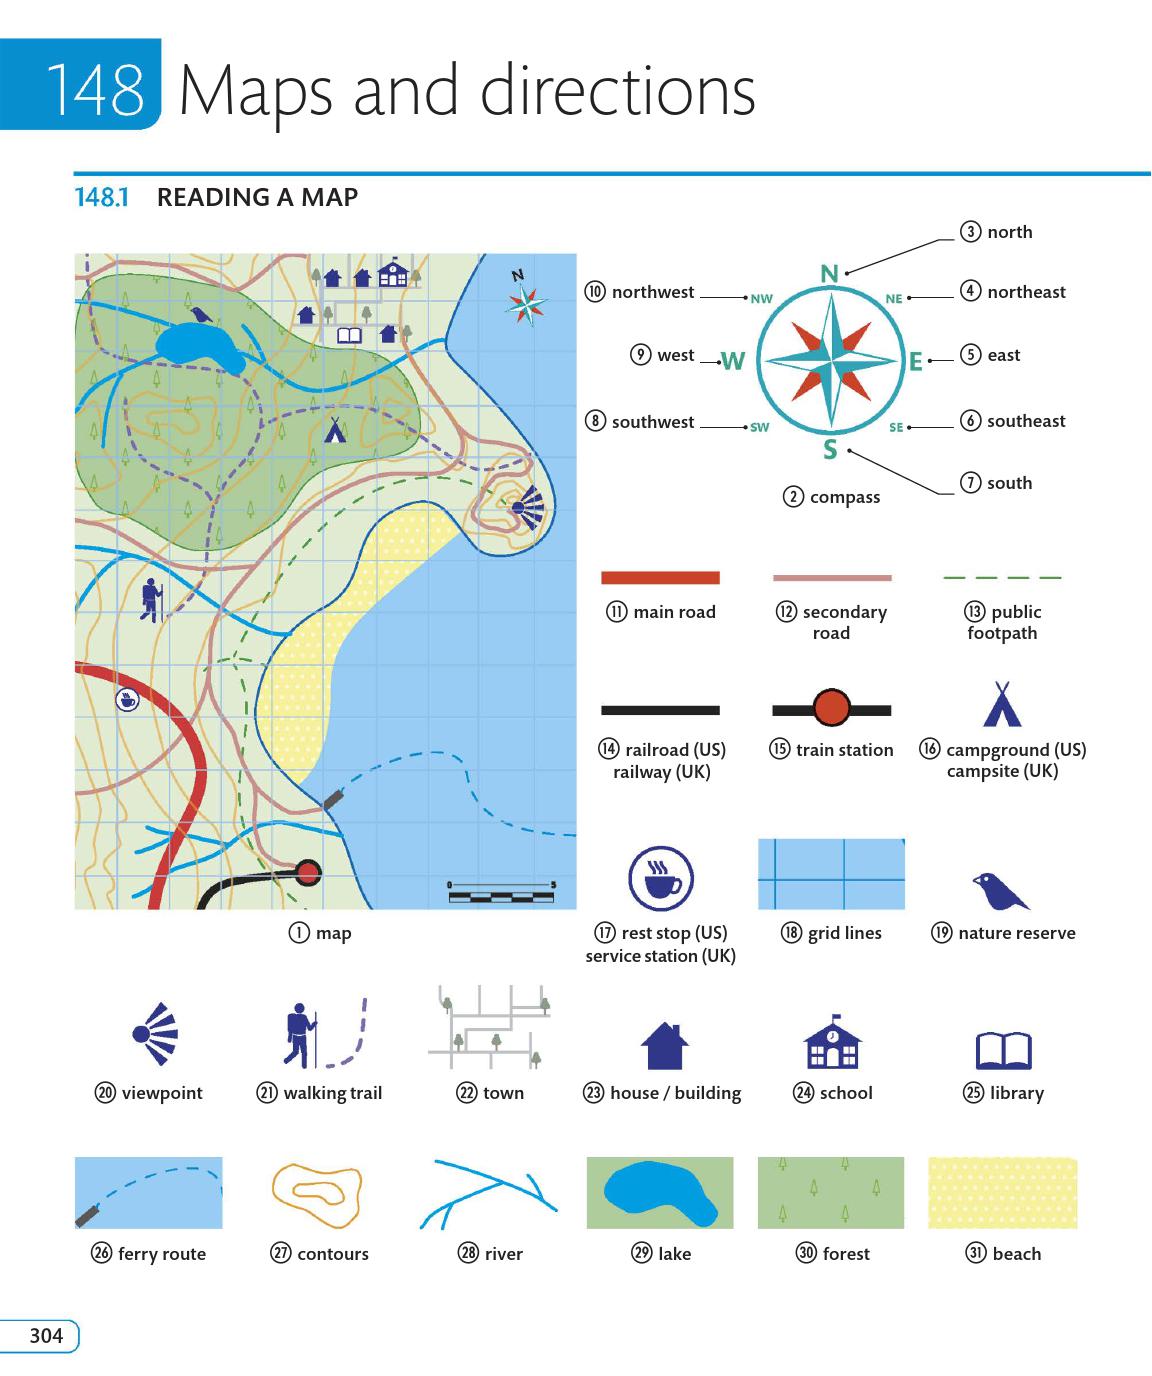 148 Maps and directions
148.1 READING A MAP
N
0 5
① map
N
NE
E
SE
S
SW
W
NW
② compass
③ north
④ northeast
⑤ east
⑥ southeast
⑦ south
⑧ southwest
⑨ west
⑩ northwest
⑪ main road
⑫ secondary
road
⑬ public
footpath
⑭ railroad (US)
railway (UK)
⑮ train station
⑯ campground (US)
campsite (UK)
⑰ rest stop (US)
service station (UK)
⑱ grid lines
⑲ nature reserve
⑳ viewpoint
㉑ walking trail
㉒ town
㉓ house / building
㉔ school
㉕ library
㉖ ferry route
㉗ contours
㉘ river
㉙ lake
㉚ forest
㉛ beach
304